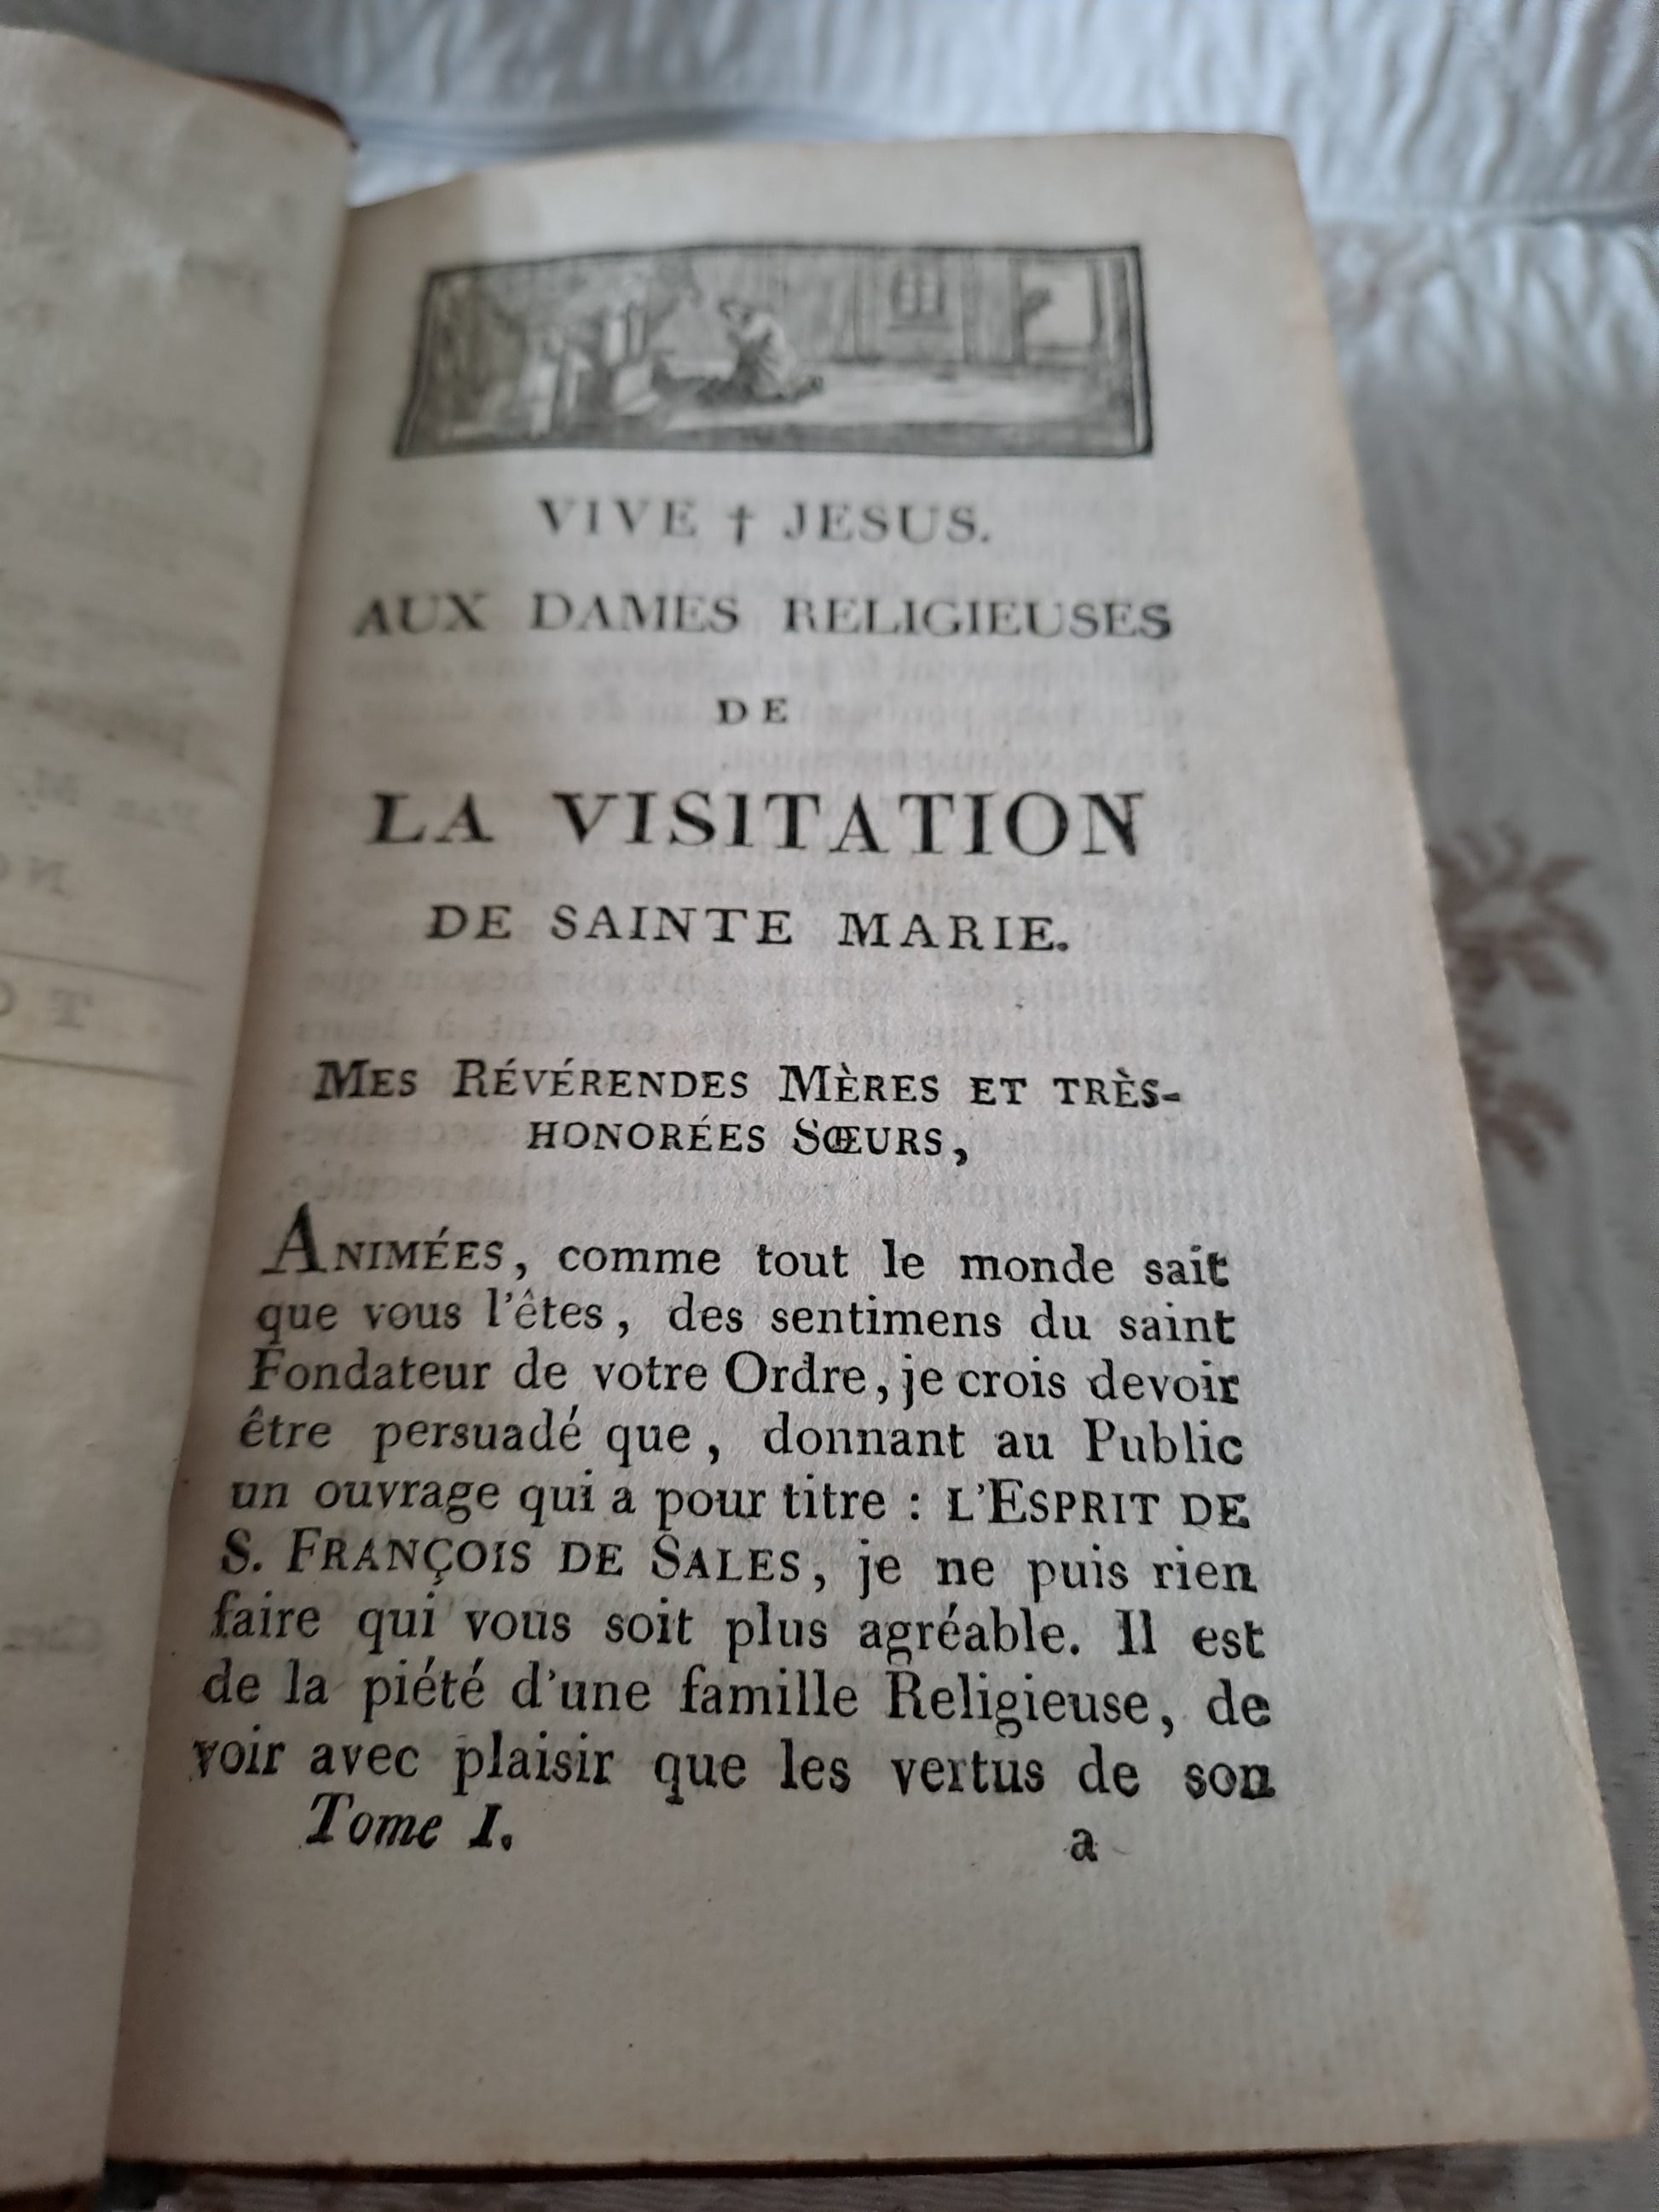 VIVE † JESUS.
AUX DAMES RELIGIEUSES
DE
LA VISITATION
DE SAINTE MARIE.
MES RÉVÉRENDES MÈRES ET TRÈS-
HONORÉES SŒURS,
ANIMÉES, comme tout le monde sait
que vous l'êtes, des sentimens du saint
Fondateur de votre Ordre, je crois devoir
être persuadé que, donnant au Public
un ouvrage qui a pour titre : L'ESPRIT DE
S. FRANÇOIS DE SALES, je ne puis rien
faire qui vous soit plus agréable. Il est
de la piété d'une famille Religieuse, de
voir avec plaisir que les vertus de son
Tome I. a